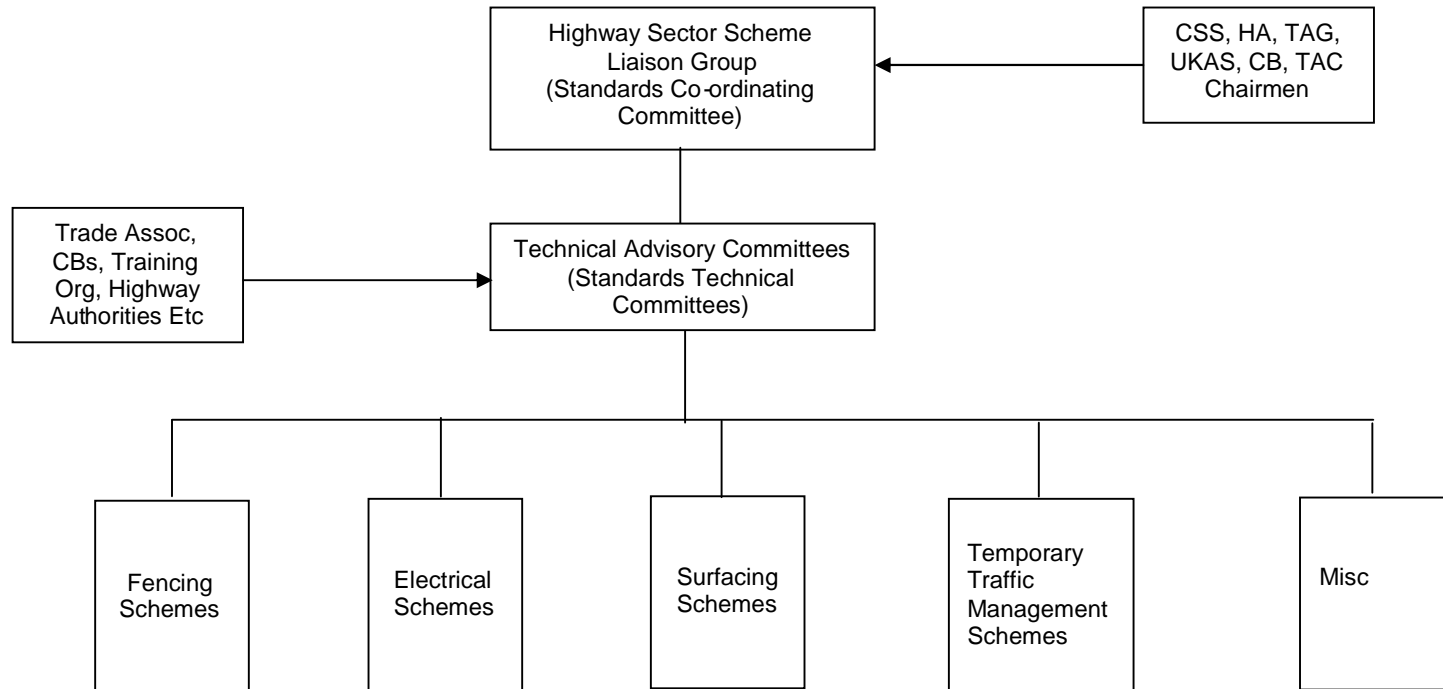 Highway Sector Scheme
Liaison Group
(Standards Co-ordinating
Committee)
CSS, HA, TAG,
UKAS, CB, TAC
Chairmen
Trade Assoc,
CBs, Training
Org, Highway
Authorities Etc
Technical Advisory Committees
(Standards Technical
Committees)
Fencing
Schemes
Electrical
Schemes
Surfacing
Schemes
Temporary
Traffic
Management
Schemes
Misc